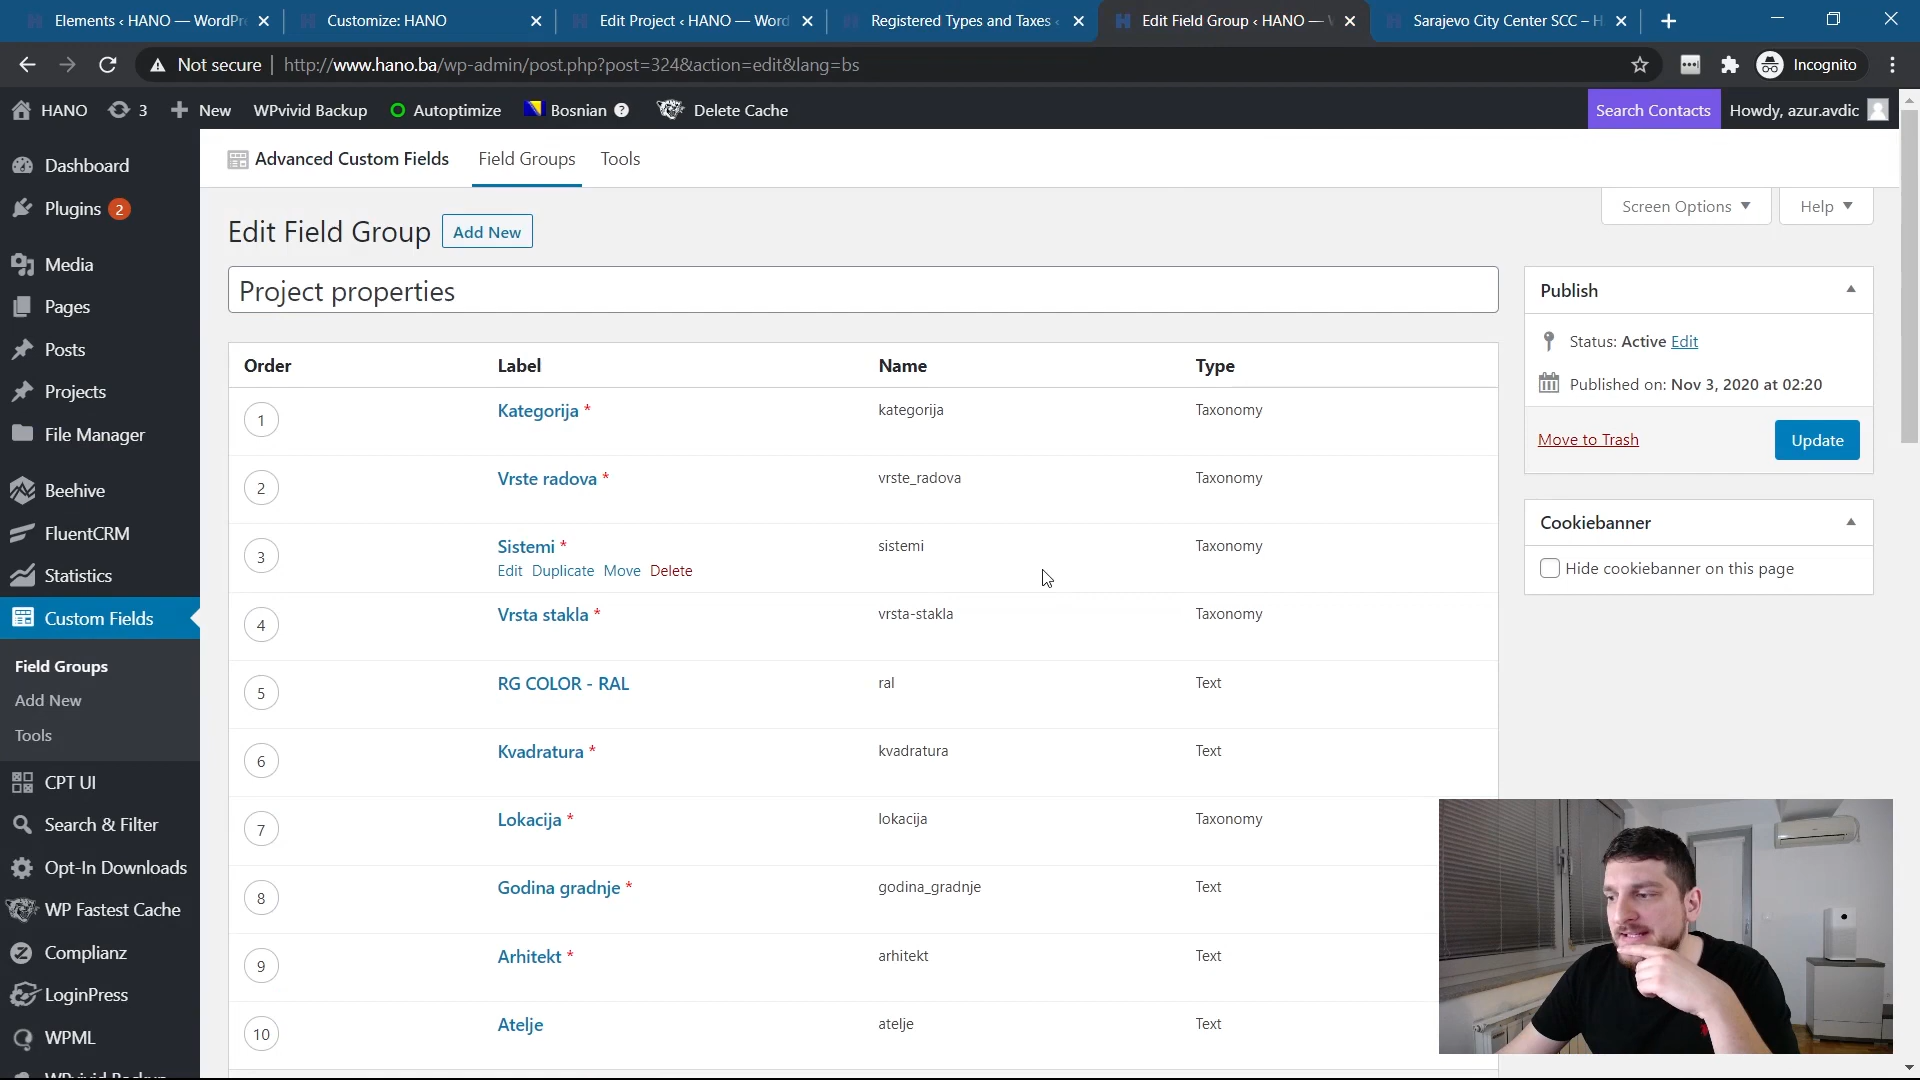 Elements ‹ HANO — WordPr
Customize: HANO
Edit Project ‹ HANO — Word
Registered Types and Taxes ‹
Edit Field Group ‹ HANO —
Sarajevo City Center SCC – H
Not secure
http://www.hano.ba/wp-admin/post.php?post=324&action=edit&lang=bs
Incognito
HANO
3
New
WPvivid Backup
Autoptimize
Bosnian
Delete Cache
Search Contacts
Howdy, azur.avdic
Dashboard
Plugins 2
Media
Pages
Posts
Projects
File Manager
Beehive
FluentCRM
Statistics
Custom Fields
Field Groups
Add New
Tools
CPT UI
Search & Filter
Opt-In Downloads
WP Fastest Cache
Complianz
LoginPress
WPML
WPvivid Backup
Advanced Custom Fields
Field Groups
Tools
Screen Options
Help
Edit Field Group
Add New
Project properties
Order Label Name Type
1 Kategorija * kategorija Taxonomy
2 Vrste radova * vrste_radova Taxonomy
3 Sistemi * sistemi Taxonomy
Edit Duplicate Move Delete
4 Vrsta stakla * vrsta-stakla Taxonomy
5 RG COLOR - RAL ral Text
6 Kvadratura * kvadratura Text
7 Lokacija * lokacija Taxonomy
8 Godina gradnje * godina_gradnje Text
9 Arhitekt * arhitekt Text
10 Atelje atelje Text
Publish
Status: Active Edit
Published on: Nov 3, 2020 at 02:20
Move to Trash
Update
Cookiebanner
Hide cookiebanner on this page